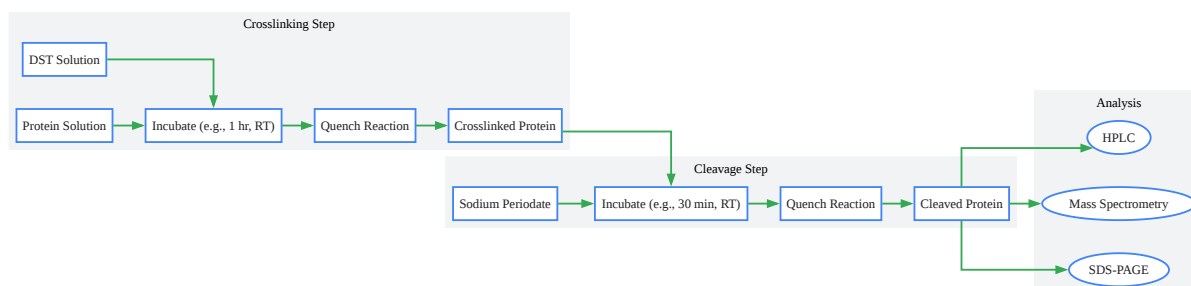 Crosslinking Step
DST Solution
Protein Solution
Incubate (e.g., 1 hr, RT)
Quench Reaction
Crosslinked Protein
Cleavage Step
Sodium Periodate
Incubate (e.g., 30 min, RT)
Quench Reaction
Cleaved Protein
Analysis
HPLC
Mass Spectrometry
SDS-PAGE